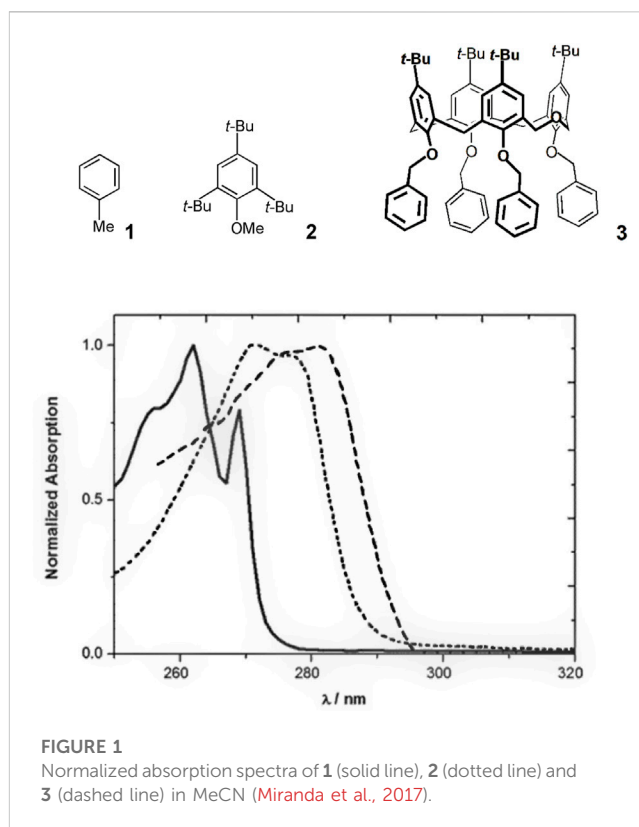 t-Bu t-Bu t-Bu t-Bu
t-Bu
O
O O O O
t-Bu t-Bu
Me 1 OMe 2 3
1.0
0.5
0.0
Normalized Absorption
260 280 300 320
λ / nm
FIGURE 1
Normalized absorption spectra of 1 (solid line), 2 (dotted line) and
3 (dashed line) in MeCN (Miranda et al., 2017).